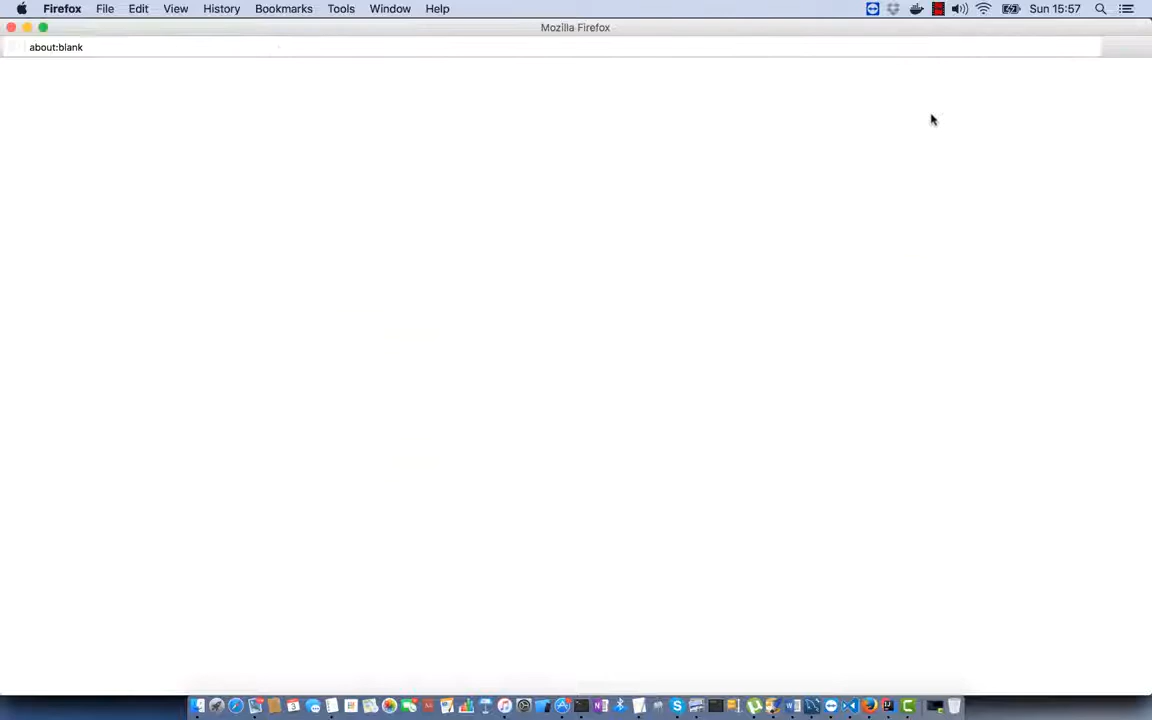 Firefox File Edit View History Bookmarks Tools Window Help Sun 15:57
Mozilla Firefox
about:blank